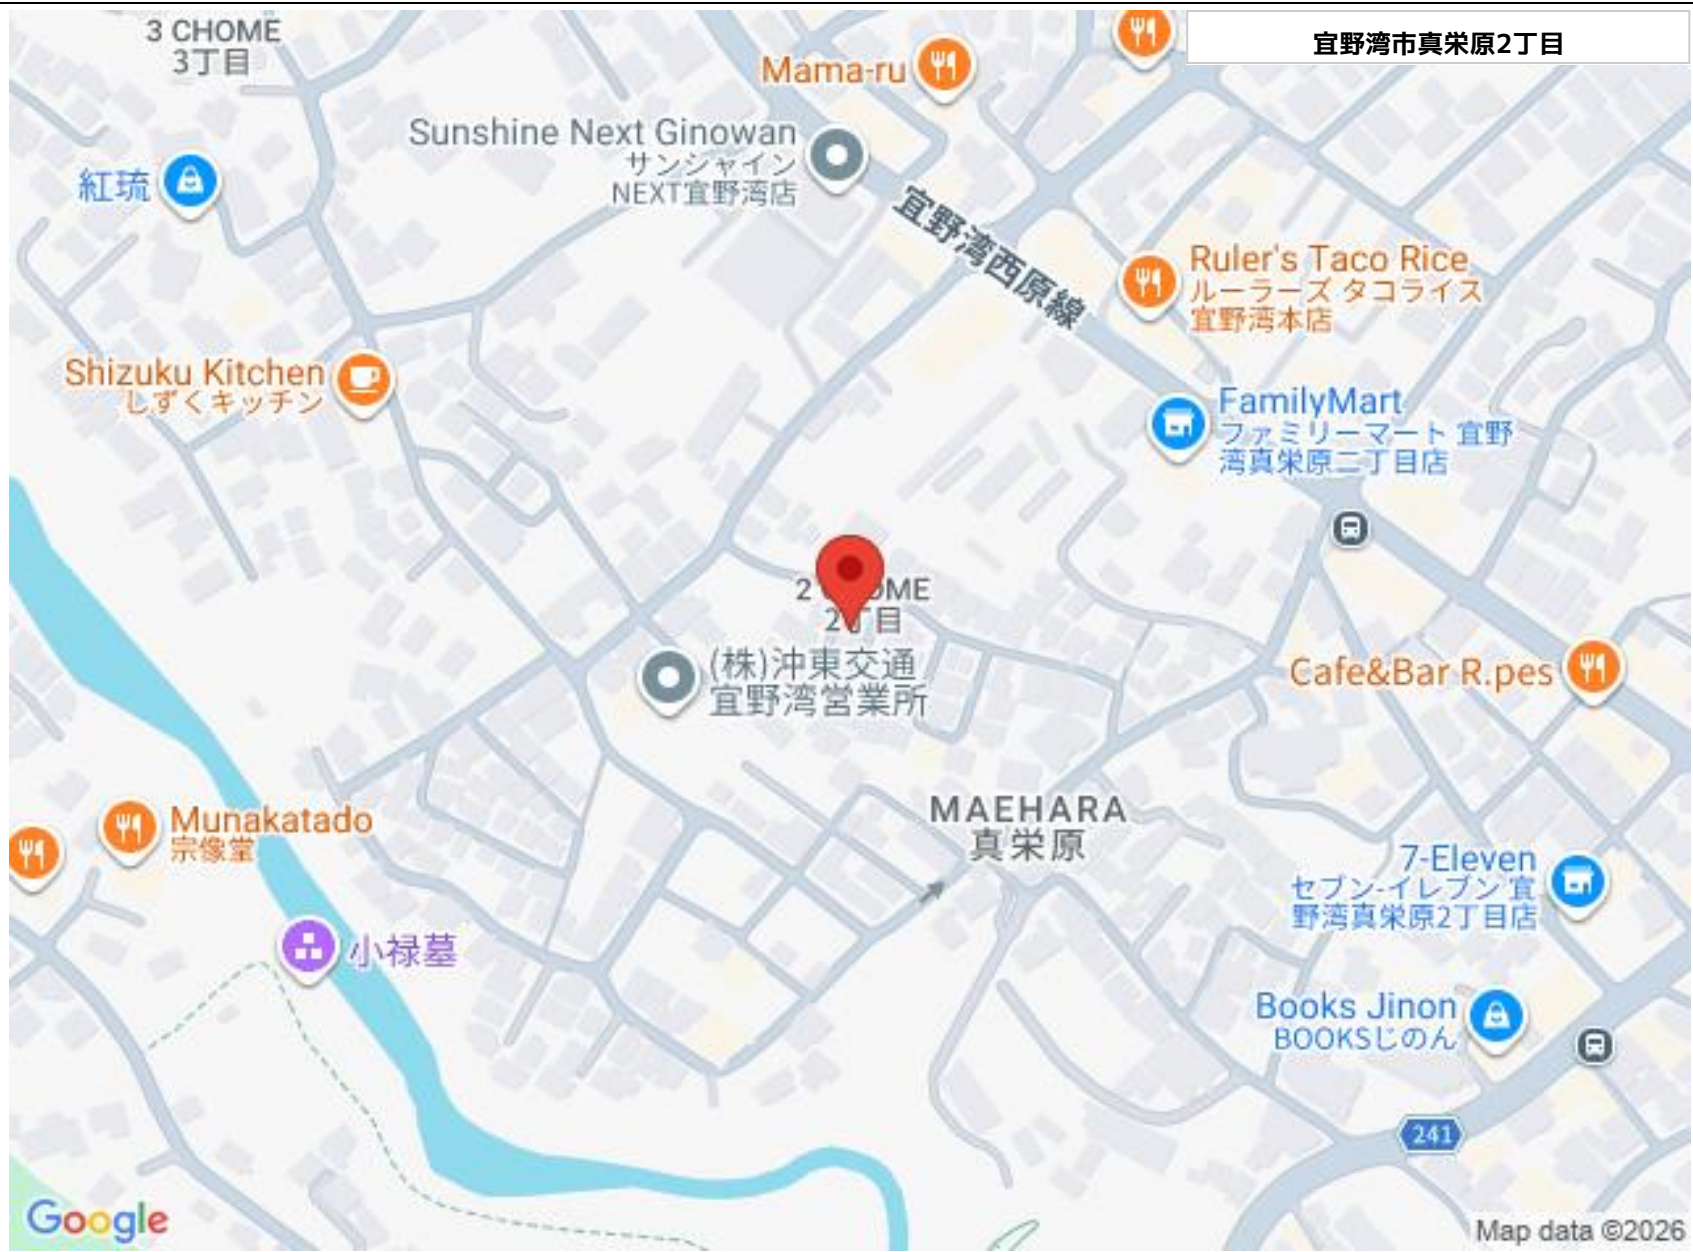 3 CHOME
3丁目
宜野湾市真栄原2丁目
Mama-ru
Sunshine Next Ginowan
サンシャイン
NEXT宜野湾店
紅琉
宜野湾西原線
Ruler's Taco Rice
ルーラーズ タコライス
宜野湾本店
Shizuku Kitchen
しずくキッチン
FamilyMart
ファミリーマート 宜野
湾真栄原二丁目店
2 OME
2丁目
(株)沖東交通
宜野湾営業所
Cafe&Bar R.pes
MAEHARA
真栄原
Munakatado
宗像堂
7-Eleven
セブン-イレブン 宜
野湾真栄原2丁目店
小禄墓
Books Jinon
BOOKSじのん
241
Google
Map data ©2026